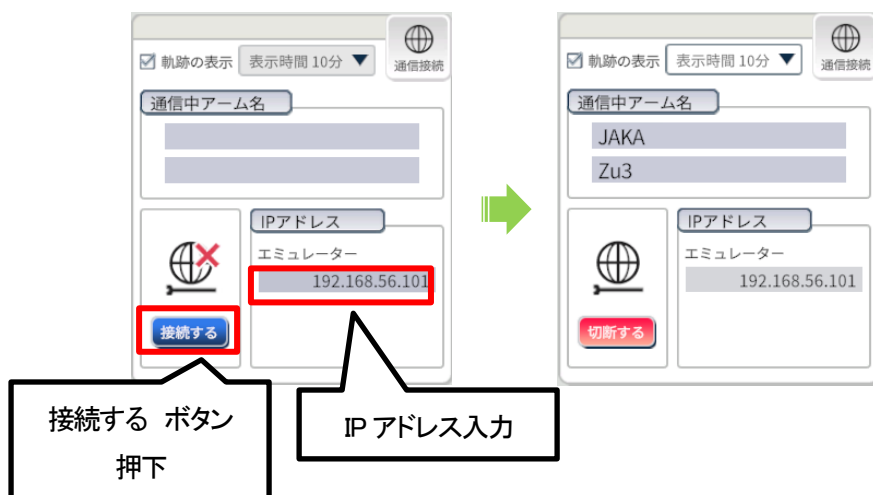 軌跡の表示 表示時間 10分 ▼
通信接続
通信中アーム名
IPアドレス
エミュレーター
192.168.56.101
接続する
接続する ボタン
押下
IP アドレス入力
軌跡の表示 表示時間 10分 ▼
通信接続
通信中アーム名
JAKA
Zu3
IPアドレス
エミュレーター
192.168.56.101
切断する